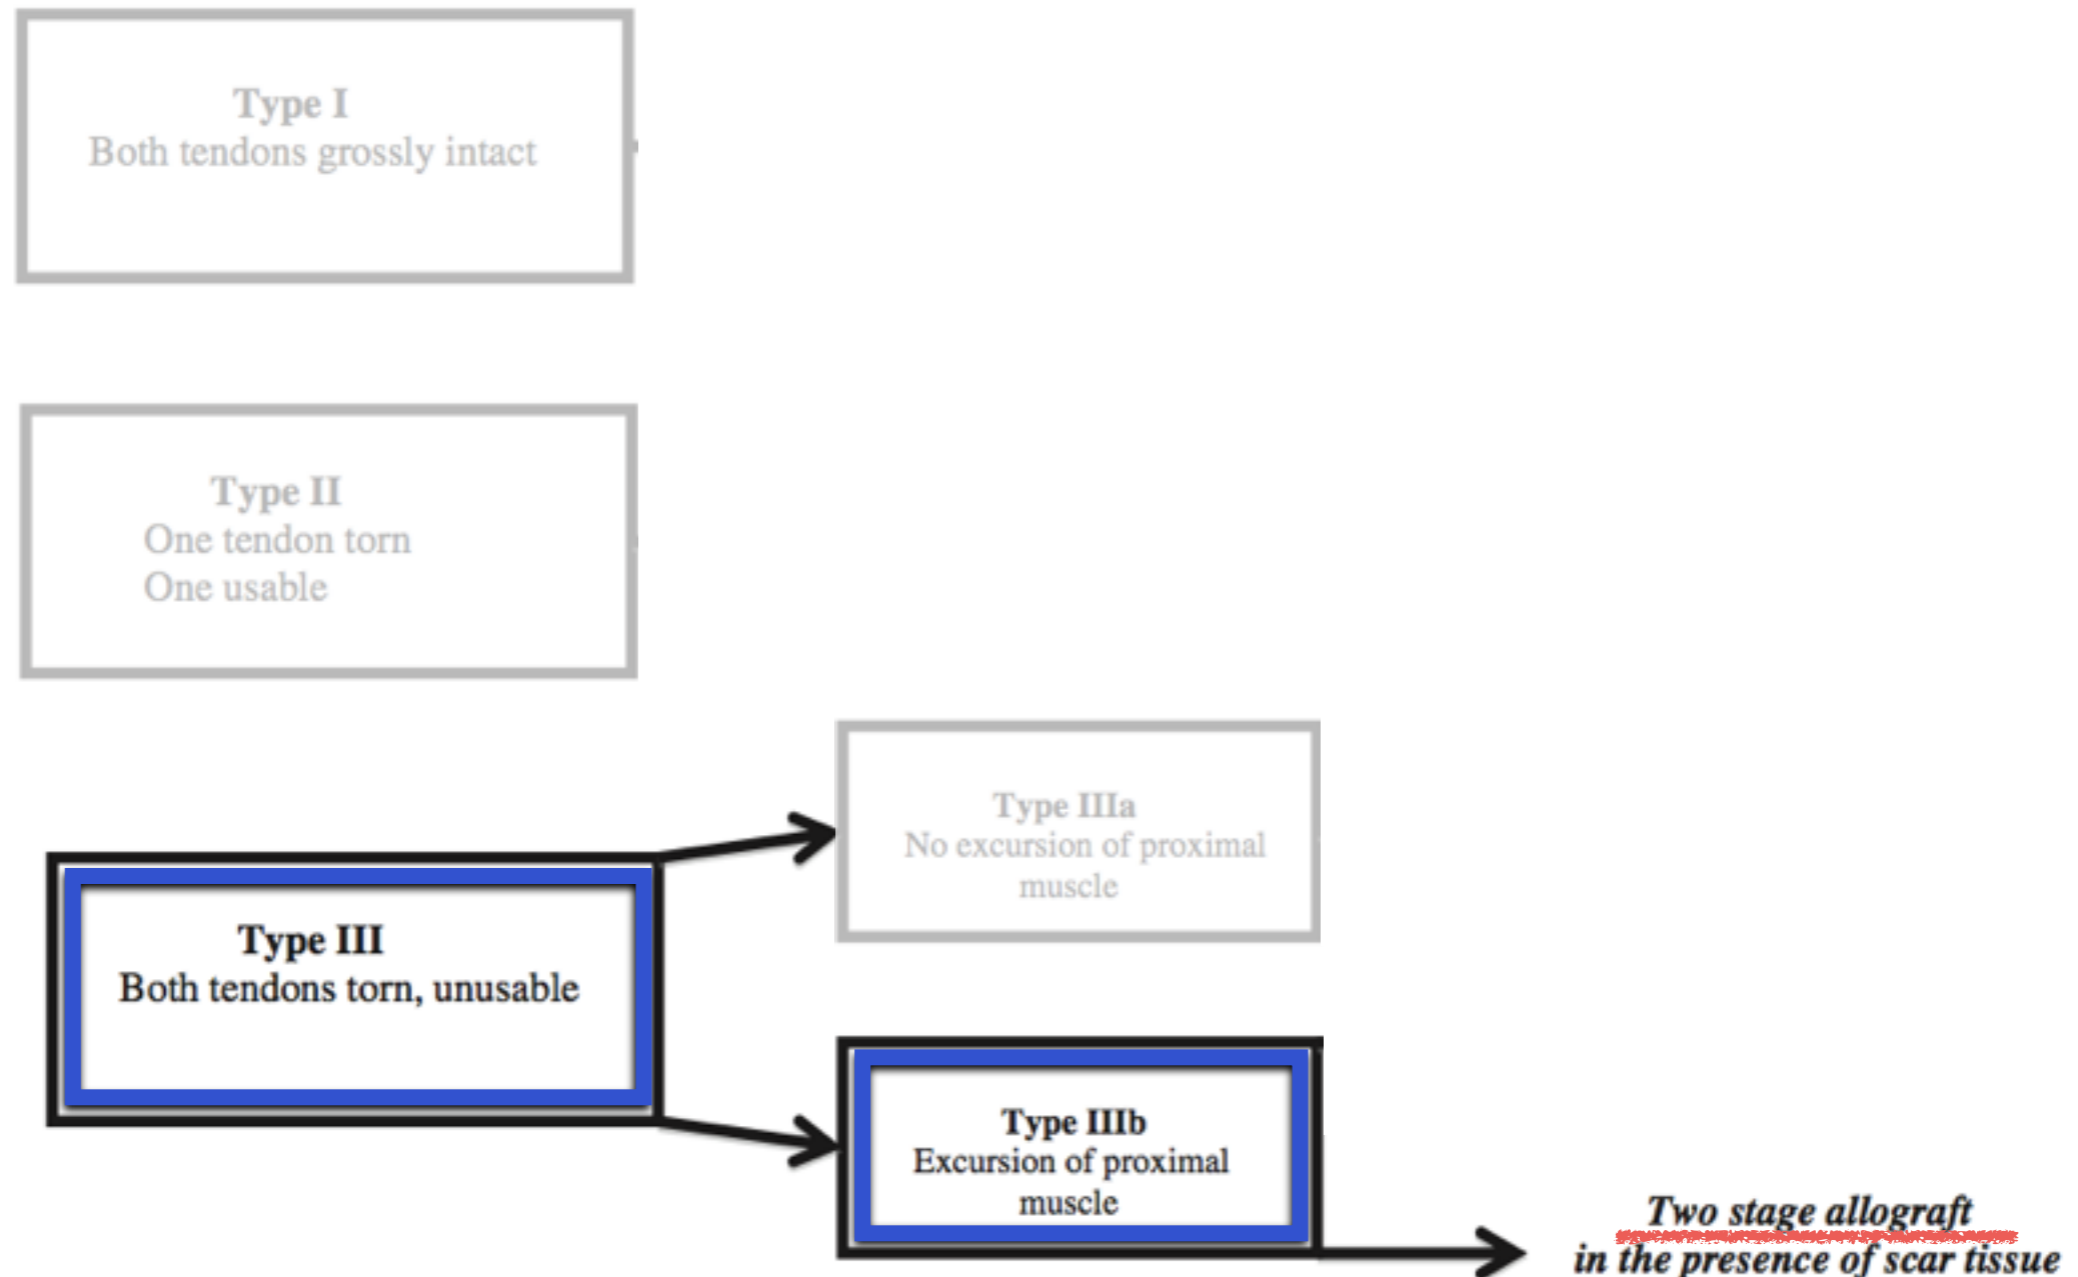 Type I
Both tendons grossly intact
Type II
One tendon torn
One usable
Type IIIa
No excursion of proximal
muscle
Type III
Both tendons torn, unusable
Type IIIb
Excursion of proximal
muscle
Two stage allograft
in the presence of scar tissue